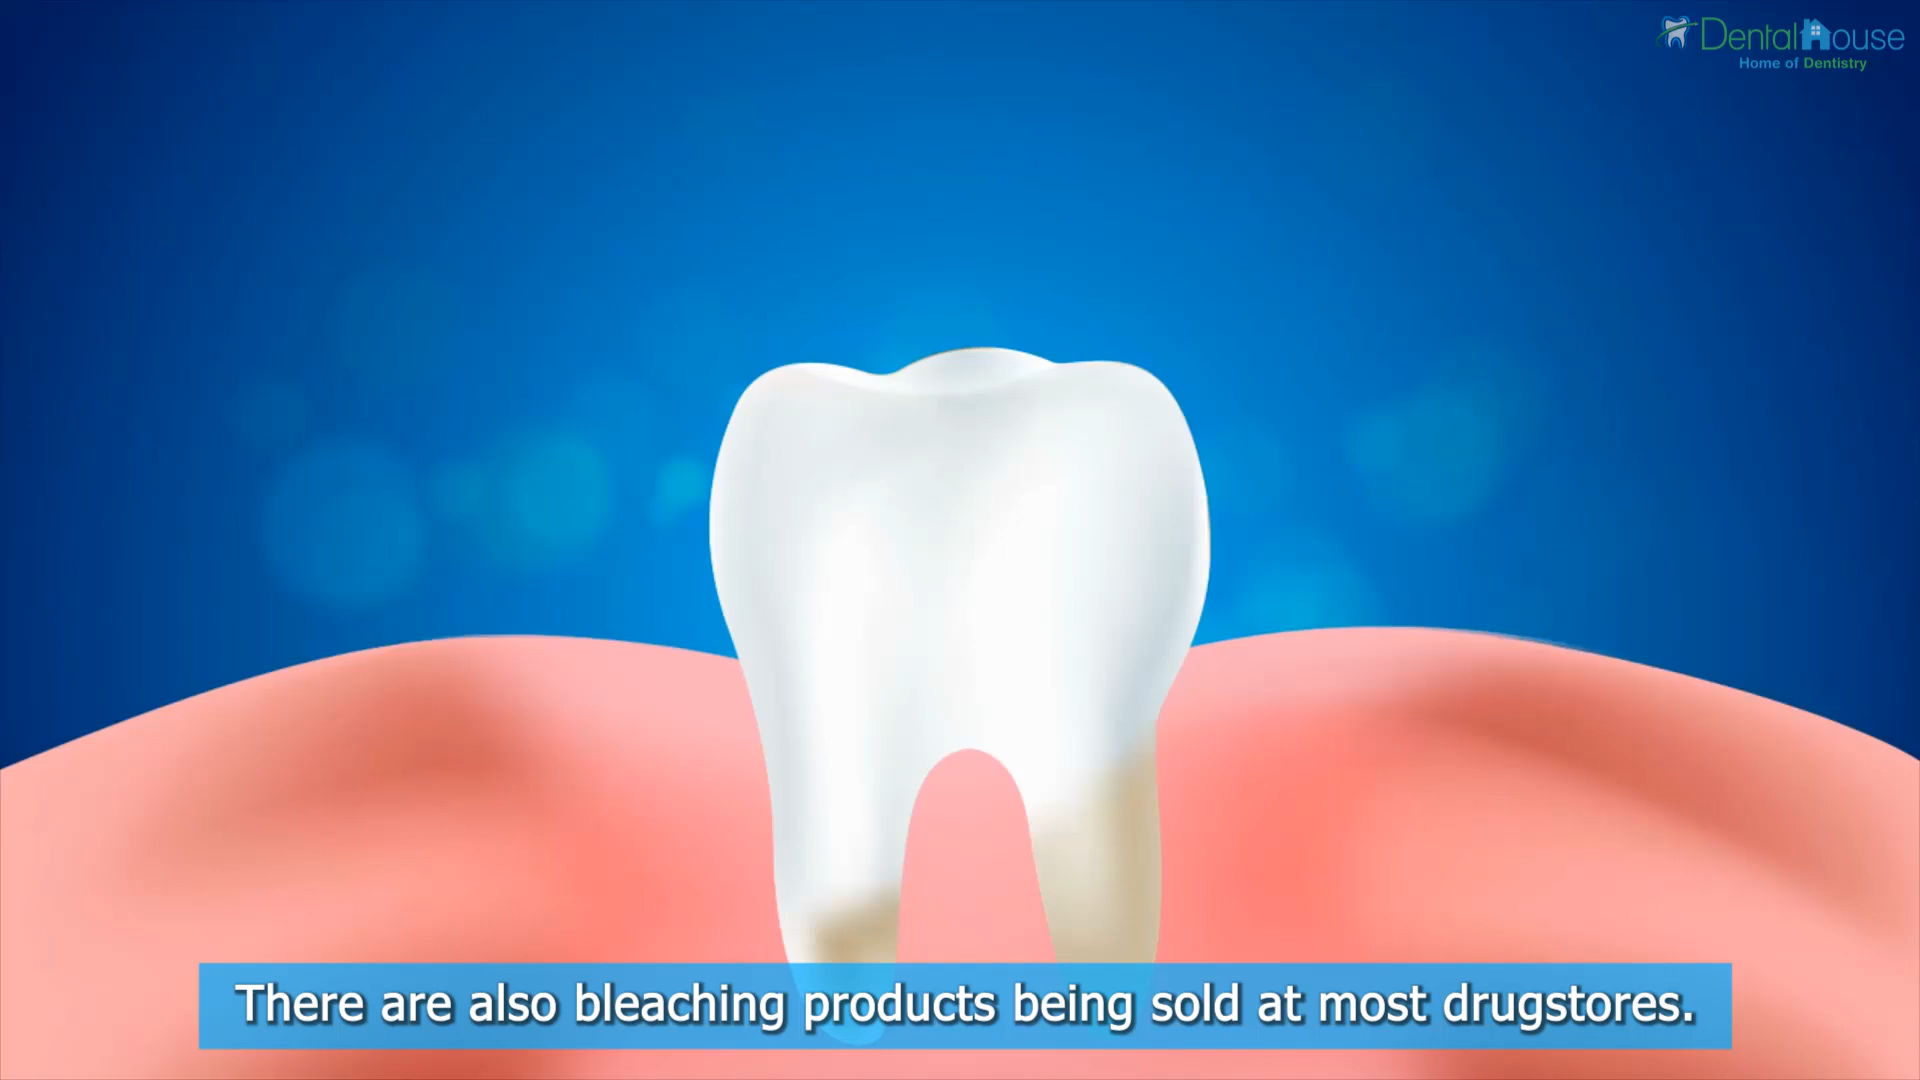 DentalHouse
Home of Dentistry
There are also bleaching products being sold at most drugstores.